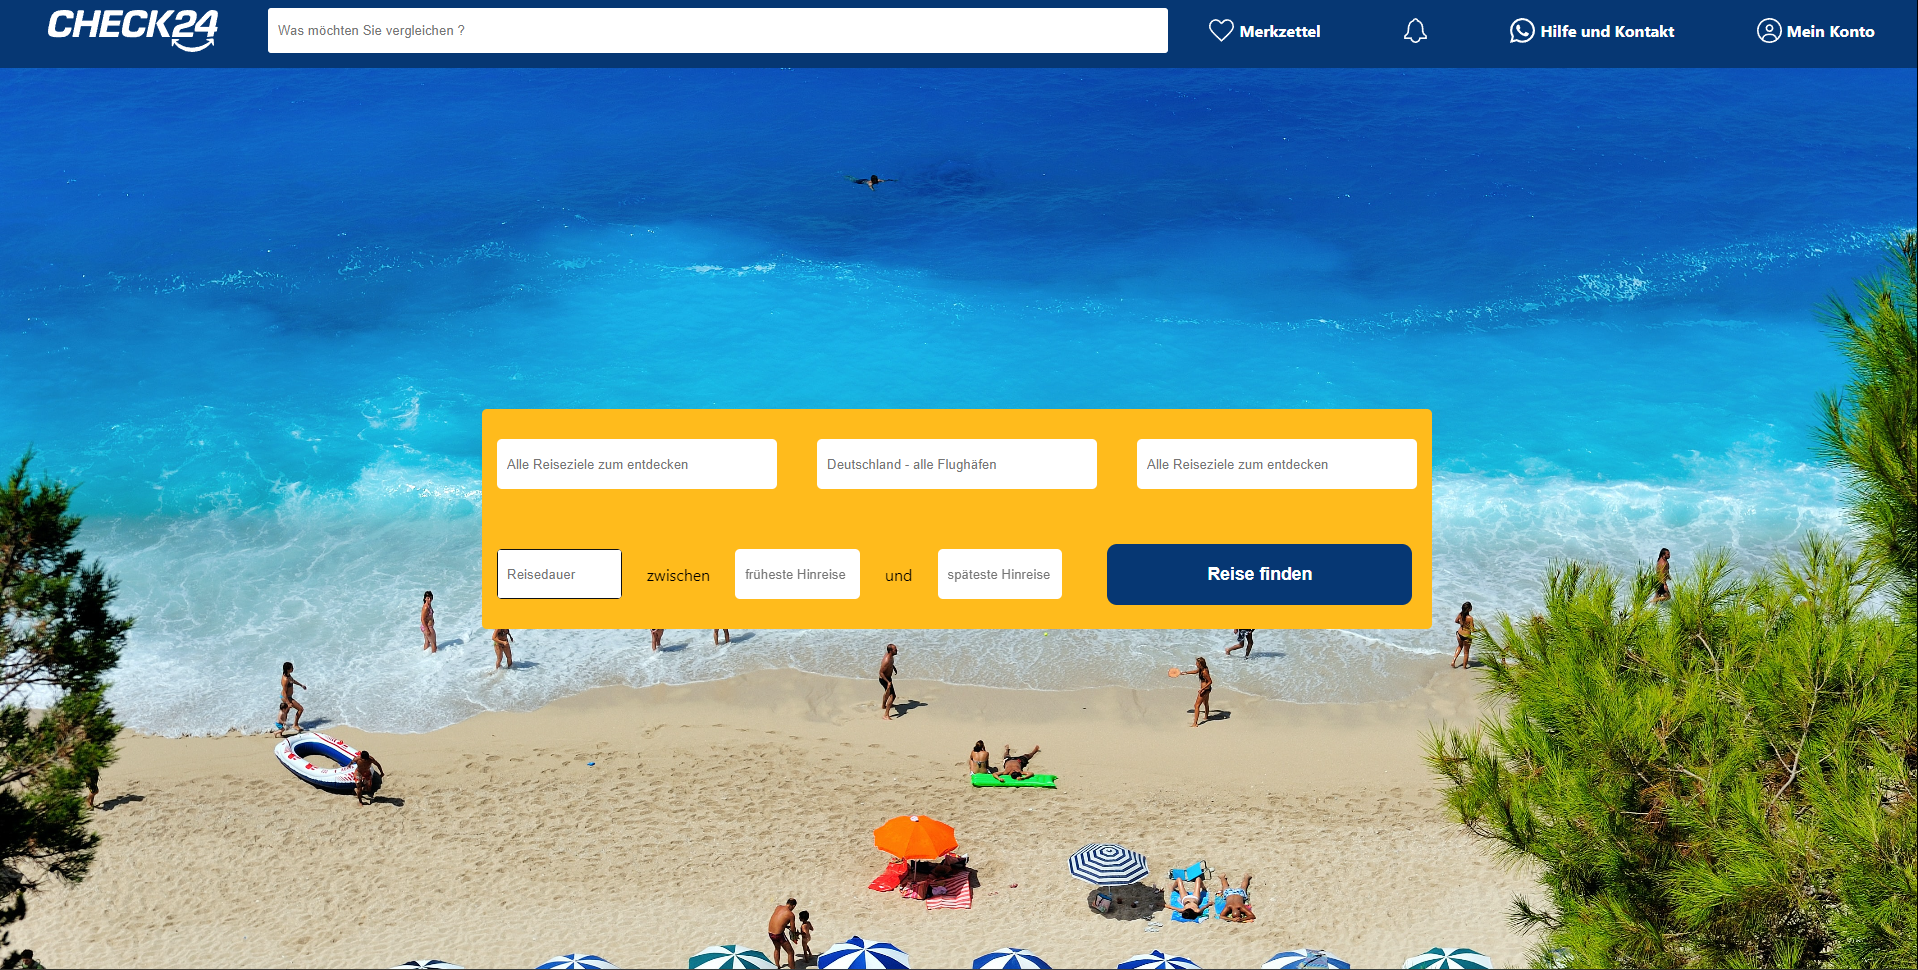 CHECK24
Was möchten Sie vergleichen ?
Merkzettel
Hilfe und Kontakt
Mein Konto
Alle Reiseziele zum entdecken
Deutschland - alle Flughäfen
Alle Reiseziele zum entdecken
Reisedauer
zwischen
früheste Hinreise
und
späteste Hinreise
Reise finden